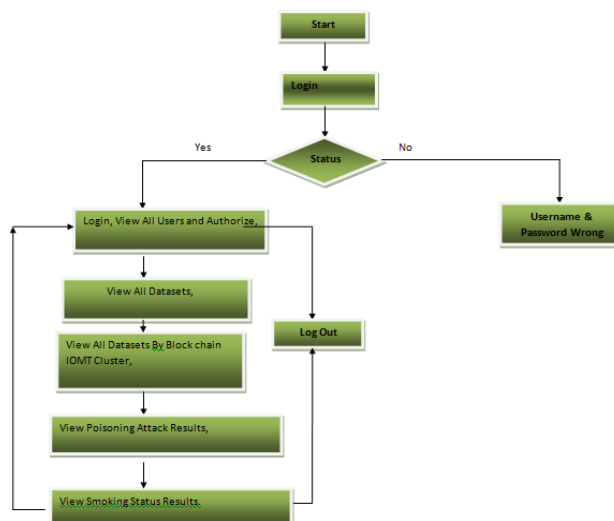 Start
Login
Status
Yes
No
Login, View All Users and Authorize,
Username &
Password Wrong
View All Datasets,
Log Out
View All Datasets By Block chain
IOMT Cluster,
View Poisoning Attack Results,
View Smoking Status Results.